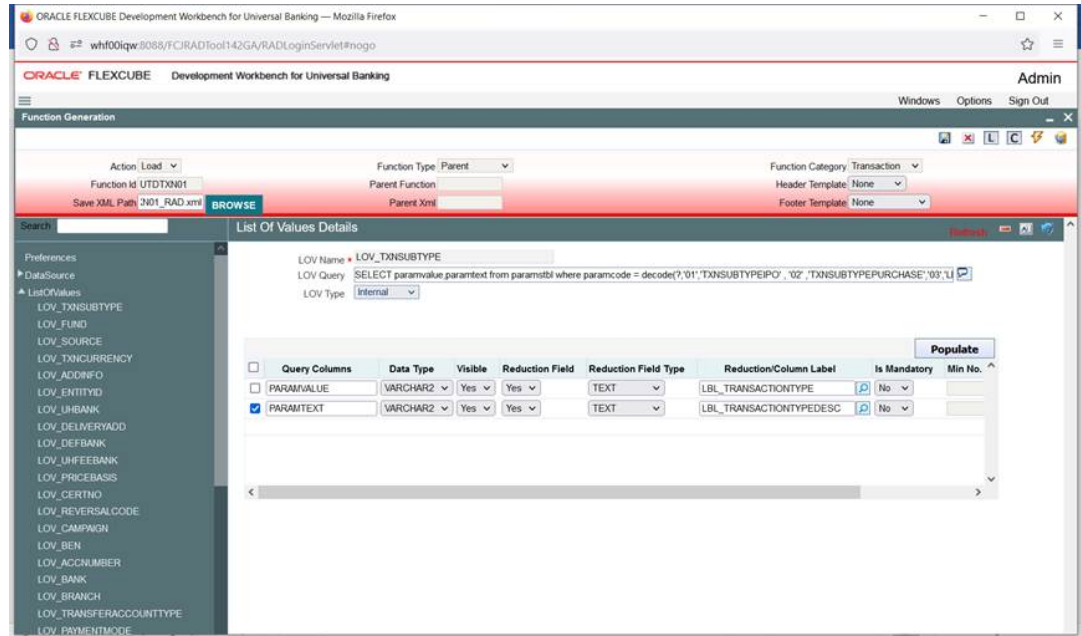 ORACLE FLEXCUBE Development Workbench for Universal Banking — Mozilla Firefox
whf00iqw:8088/FCJRADTool142GA/RADLoginServlet#nogo
ORACLE FLEXCUBE Development Workbench for Universal Banking Admin
Windows Options Sign Out
Function Generation
L C
Action Load Function Type Parent Function Category Transaction
Function Id UTDTXN01 Parent Function Header Template None
Save XML Path 2N01_RAD.xml BROWSE Parent Xml Footer Template None
Search List Of Values Details Refresh
Preferences
DataSource
ListOfValues
LOV_TXNSUBTYPE
LOV_FUND
LOV_SOURCE
LOV_TXNCURRENCY
LOV_ADDINFO
LOV_ENTITYID
LOV_UHBANK
LOV_DELIVERYADD
LOV_DEFBANK
LOV_UHFEEBANK
LOV_PRICEBASIS
LOV_CERTNO
LOV_REVERSALCODE
LOV_CAMPAIGN
LOV_BEN
LOV_ACCNUMBER
LOV_BANK
LOV_BRANCH
LOV_TRANSFERACCOUNTTYPE
LOV_PAYMENTMODE
LOV Name LOV_TXNSUBTYPE
LOV Query SELECT paramvalue,paramtext from paramstbl where paramcode = decode(?,'01','TXNSUBTYPEIPO' , '02' ,'TXNSUBTYPEPURCHASE','03','LI
LOV Type Internal
Populate
Query Columns Data Type Visible Reduction Field Reduction Field Type Reduction/Column Label Is Mandatory Min No.
PARAMVALUE VARCHAR2 Yes Yes TEXT LBL_TRANSACTIONTYPE No
PARAMTEXT VARCHAR2 Yes Yes TEXT LBL_TRANSACTIONTYPEDESC No